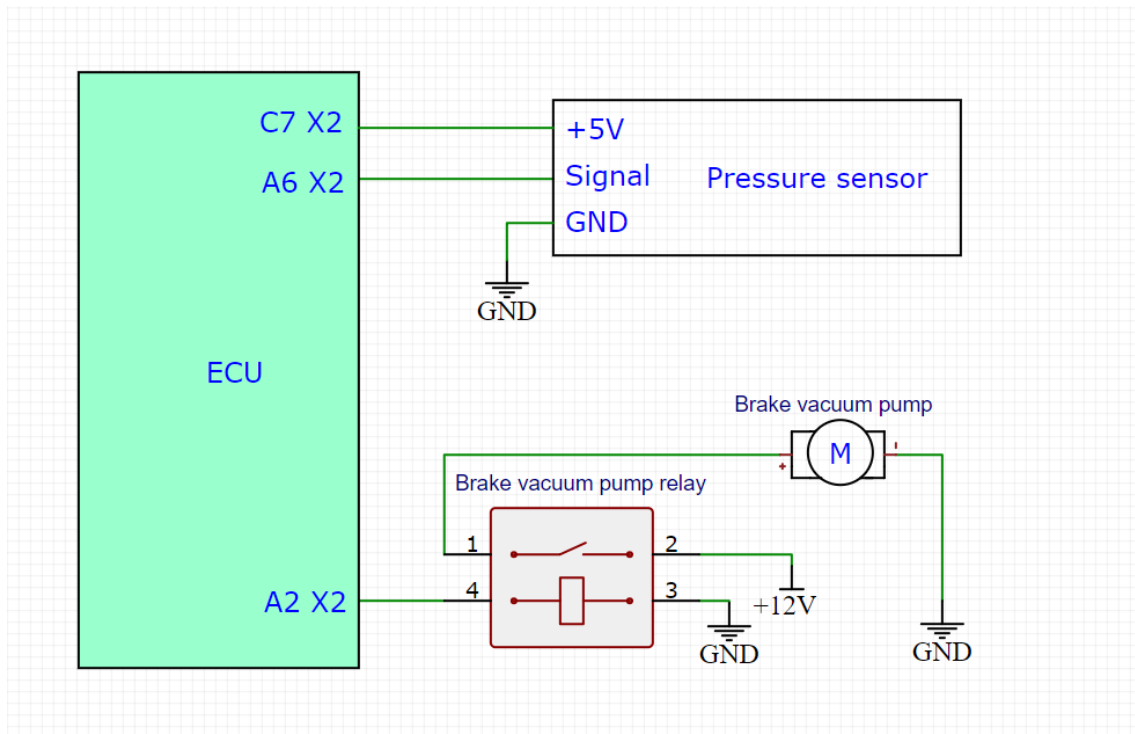 C7 X2
+5V
A6 X2
Signal
Pressure sensor
GND
GND
ECU
Brake vacuum pump
M
+
-
Brake vacuum pump relay
1
2
4
3
A2 X2
+12V
GND
GND